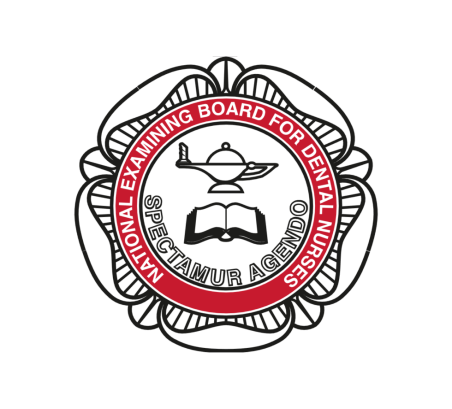 NATIONAL EXAMINING BOARD FOR DENTAL NURSES
SPECTAMUR AGENDO